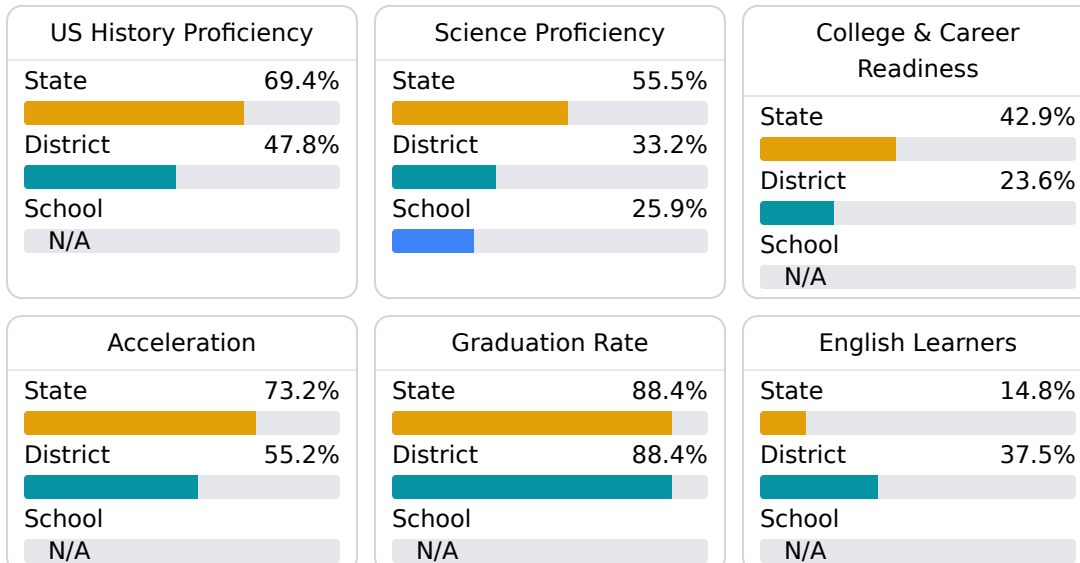 US History Proficiency
State 69.4%
District 47.8%
School
N/A
Science Proficiency
State 55.5%
District 33.2%
School 25.9%
College & Career
Readiness
State 42.9%
District 23.6%
School
N/A
Acceleration
State 73.2%
District 55.2%
School
N/A
Graduation Rate
State 88.4%
District 88.4%
School
N/A
English Learners
State 14.8%
District 37.5%
School
N/A